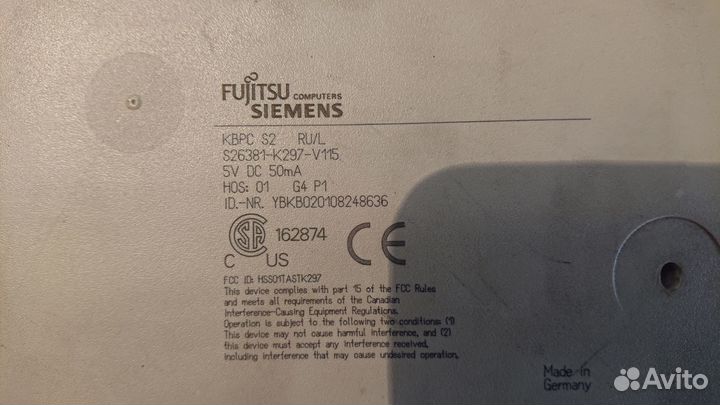 FUJITSU COMPUTERS
SIEMENS
KBPC S2 RU/L
S26381-K297-V115
5V DC 50mA
HOS: 01 G4 P1
ID.-NR. YBKB020108248636
SA 162874 CE
C US
FCC ID: HSS01TASTK297
This device complies with part 15 of the FCC Rules
and meets all requirements of the Canadian
Interference-Causing Equipment Regulations.
Operation is subject to the following two conditions: (1)
This device may not cause harmful interference, and (2)
this device must accept any interference received,
including interference that may cause undesired operation.
Made in
Germany
Avito